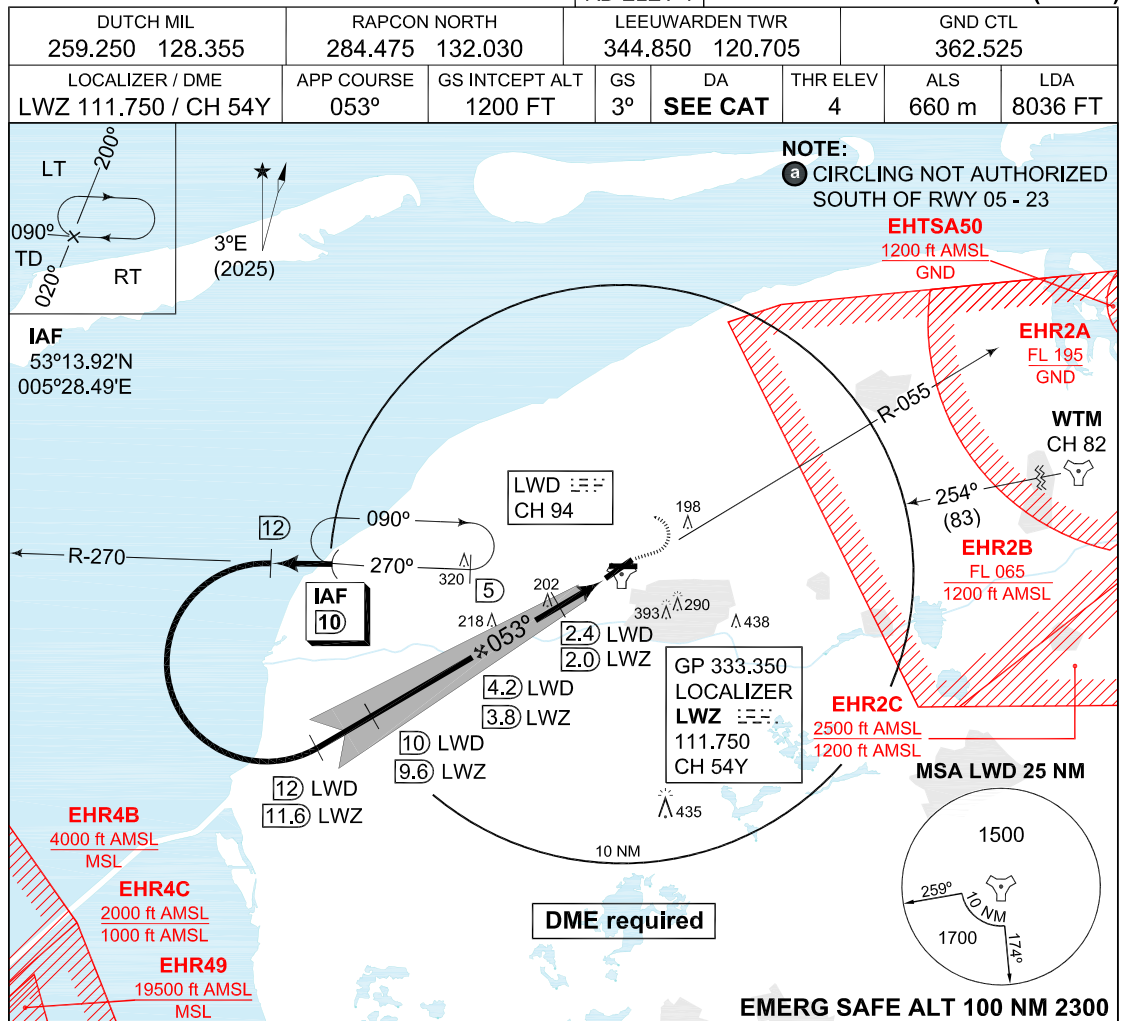 DUTCH MIL
259.250 128.355
RAPCON NORTH
284.475 132.030
LEEUWARDEN TWR
344.850 120.705
GND CTL
362.525
LOCALIZER / DME
LWZ 111.750 / CH 54Y
APP COURSE
053º
GS INTCEPT ALT
1200 FT
GS
3º
DA
SEE CAT
THR ELEV
4
ALS
660 m
LDA
8036 FT
LT
200º
090º
TD
020º
RT
3ºE
(2025)
NOTE:
a CIRCLING NOT AUTHORIZED
SOUTH OF RWY 05 - 23
EHTSA50
1200 ft AMSL
GND
IAF
53º13.92'N
005º28.49'E
EHR2A
FL 195
GND
R-055
WTM
CH 82
254º
(83)
LWD
CH 94
198
12
090º
R-270
270º
320
5
IAF
10
EHR2B
FL 065
1200 ft AMSL
202
218
053º
393
290
438
2.4 LWD
2.0 LWZ
4.2 LWD
3.8 LWZ
GP 333.350
LOCALIZER
LWZ
111.750
CH 54Y
10 LWD
9.6 LWZ
12 LWD
11.6 LWZ
EHR2C
2500 ft AMSL
1200 ft AMSL
435
10 NM
MSA LWD 25 NM
1500
259º
10 NM
1700
174º
EHR4B
4000 ft AMSL
MSL
EHR4C
2000 ft AMSL
1000 ft AMSL
EHR49
19500 ft AMSL
MSL
DME required
EMERG SAFE ALT 100 NM 2300